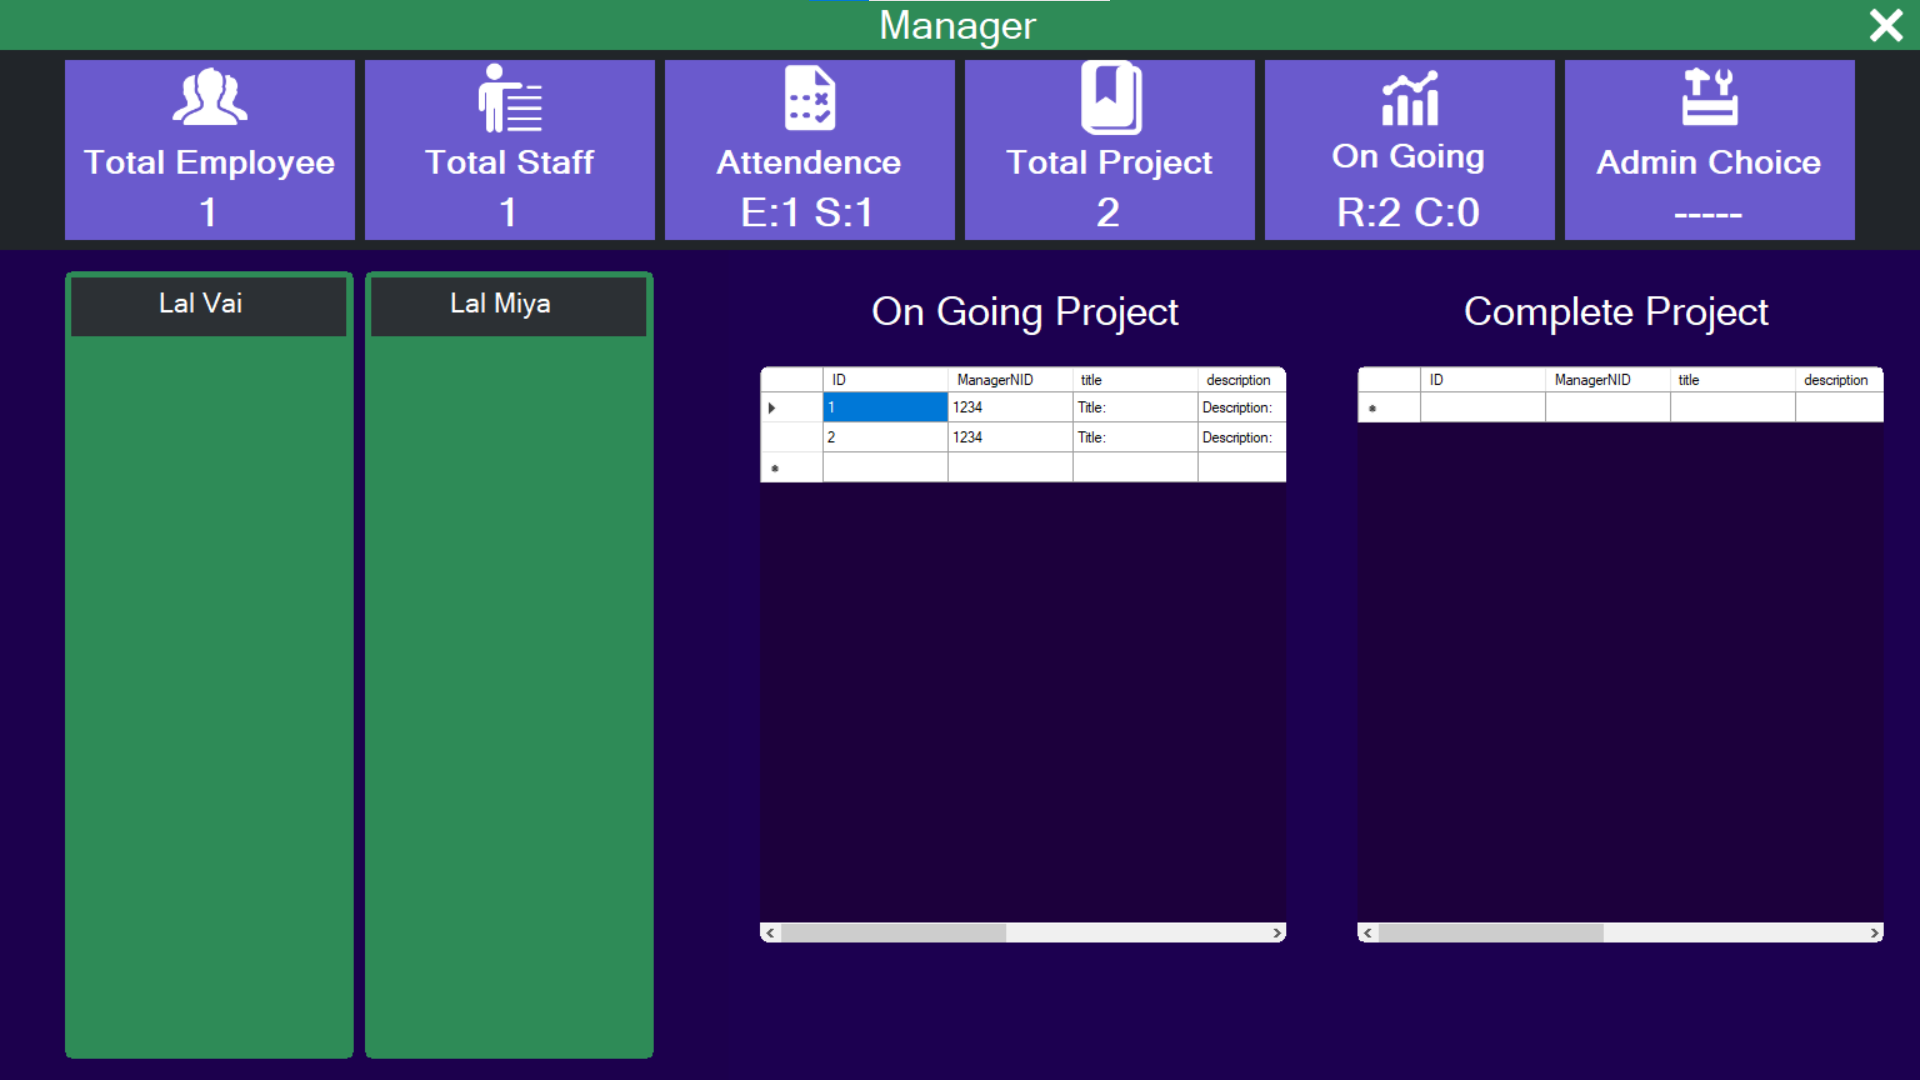 Manager
Total Employee
1
Total Staff
1
Attendence
E:1 S:1
Total Project
2
On Going
R:2 C:0
Admin Choice
-----
Lal Vai
Lal Miya
On Going Project
ID ManagerNID title description
1 1234 Title: Description:
2 1234 Title: Description:
Complete Project
ID ManagerNID title description